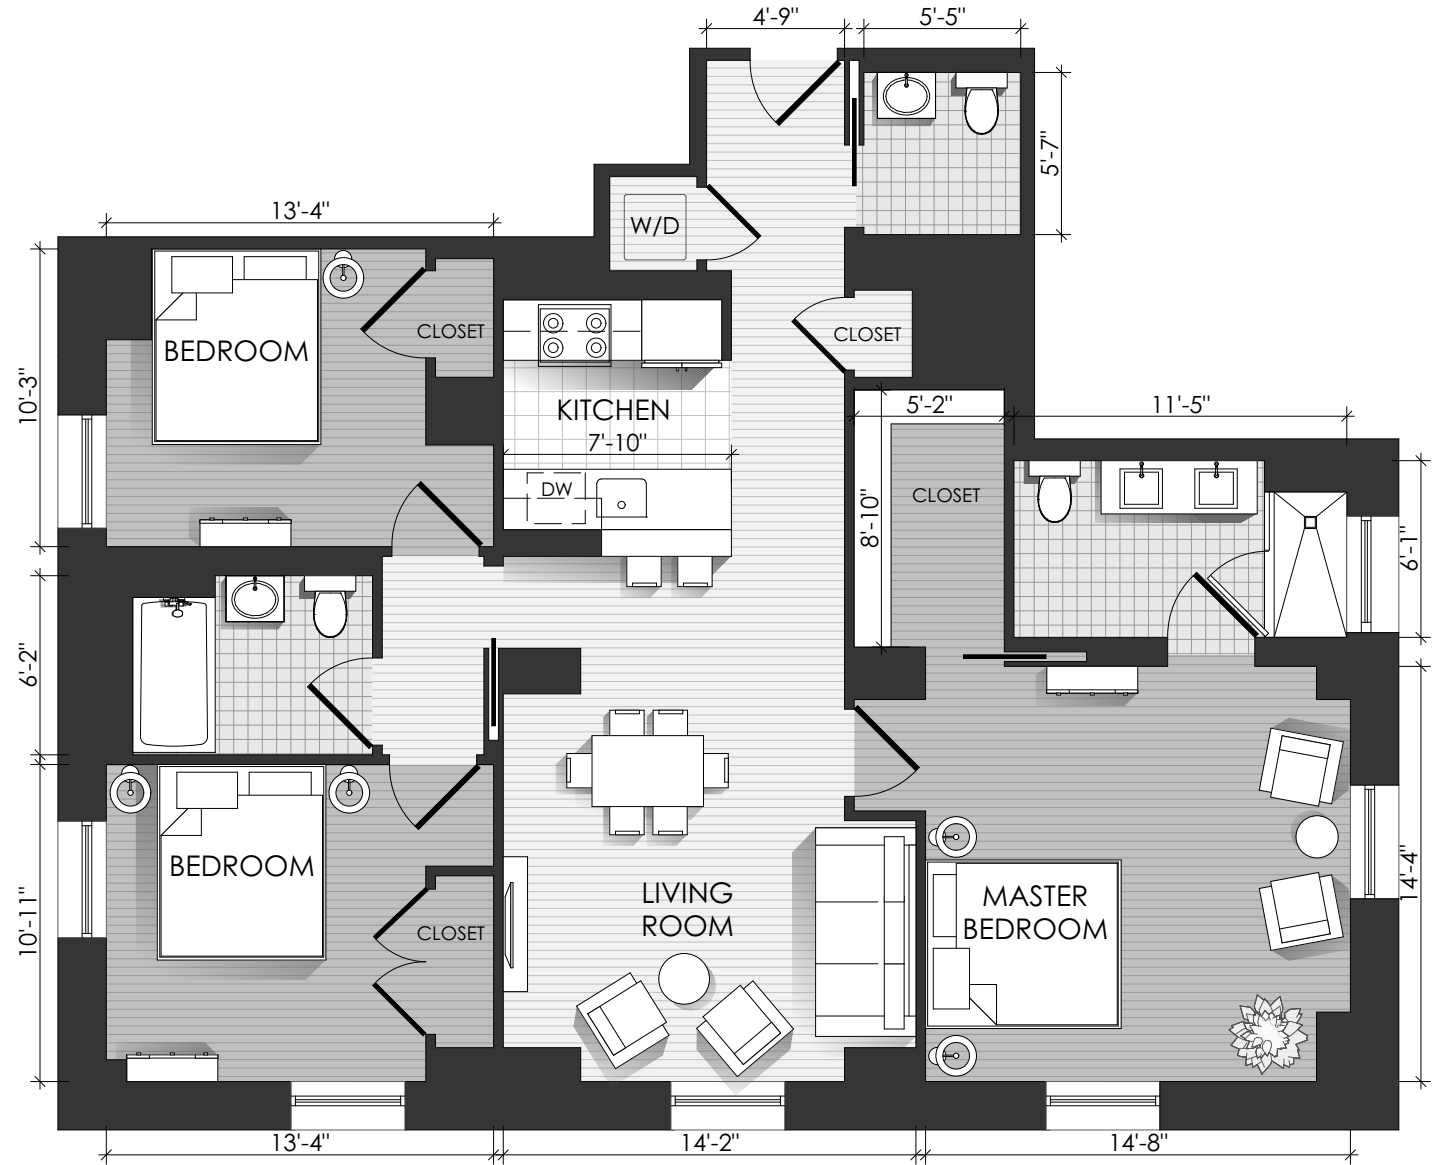 4'-9"
5'-5"
5'-7"
13'-4"
W/D
CLOSET
CLOSET
BEDROOM
10'-3"
KITCHEN
7'-10"
5'-2"
11'-5"
DW
CLOSET
8'-10"
6'-1"
6'-2"
BEDROOM
LIVING
ROOM
MASTER
BEDROOM
14'-4"
10'-11"
CLOSET
13'-4"
14'-2"
14'-8"